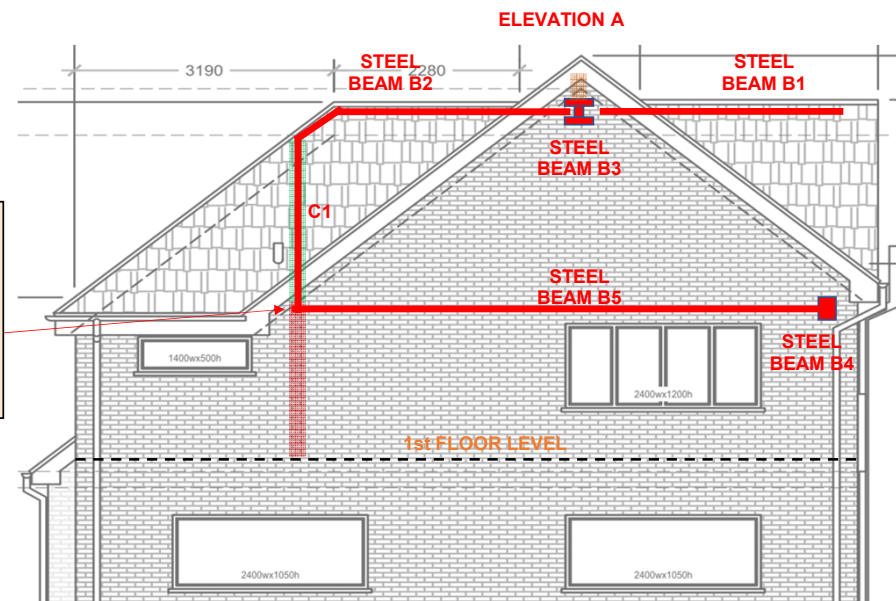 ELEVATION A
3190
STEEL
BEAM B2
2280
STEEL
BEAM B1
STEEL
BEAM B3
C1
STEEL
BEAM B5
STEEL
BEAM B4
1400wx500h
2400wx1200h
1st FLOOR LEVEL
2400wx1050h
2400wx1050h